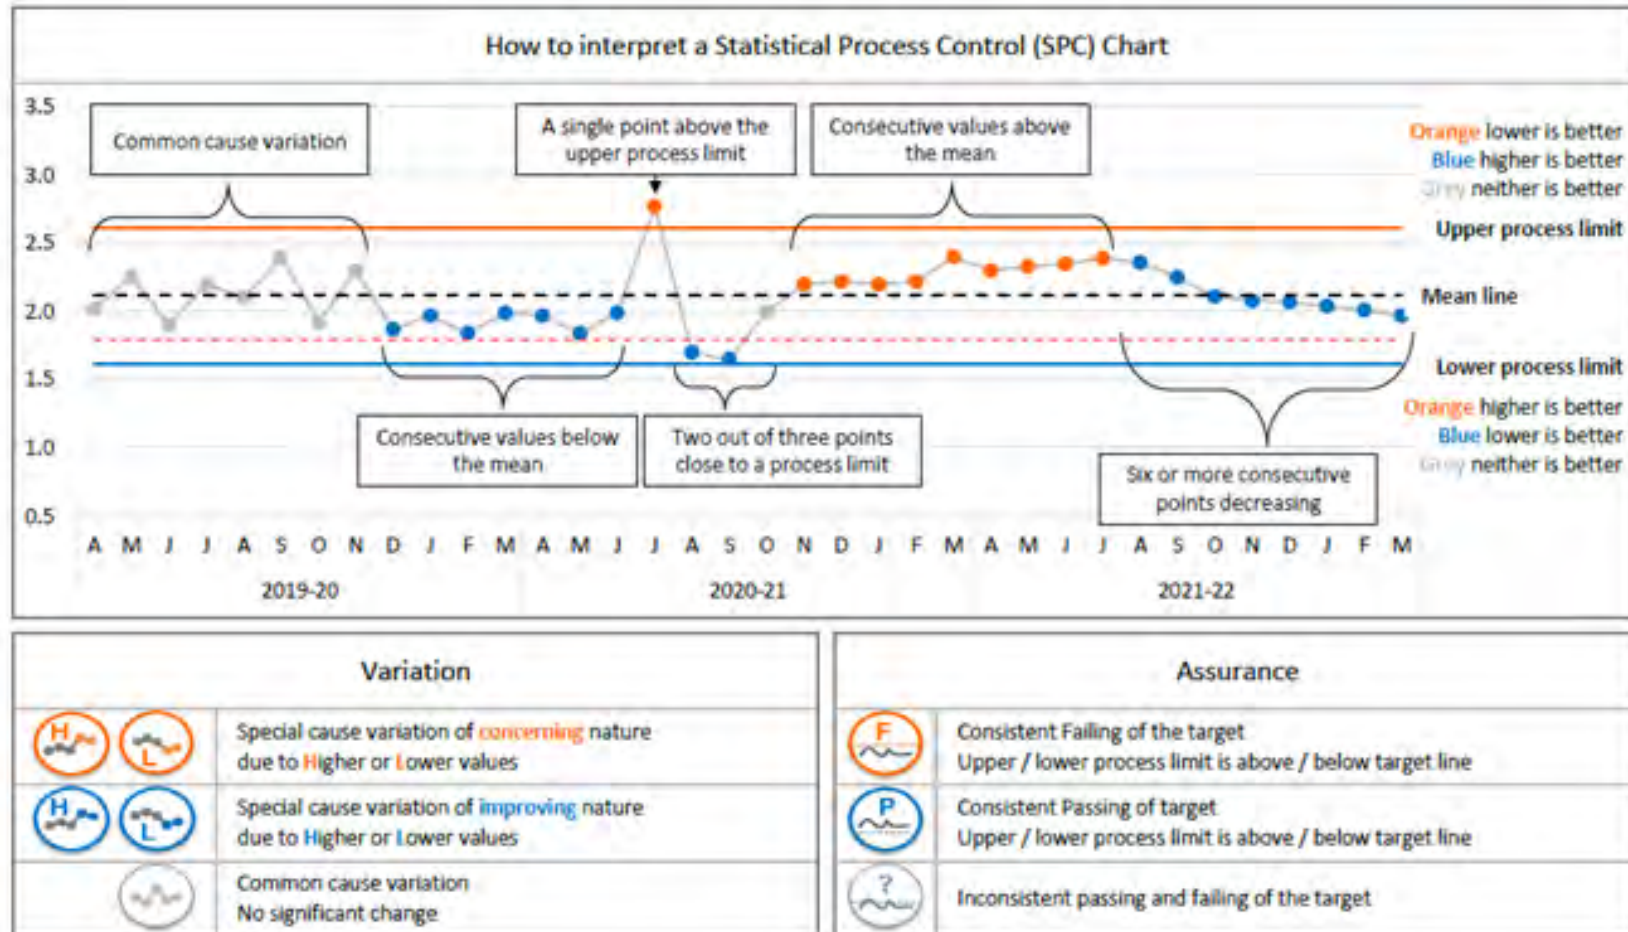 How to interpret a Statistical Process Control (SPC) Chart
3.5
3.0
2.5
2.0
1.5
1.0
0.5
Common cause variation
A single point above the
upper process limit
Consecutive values above
the mean
Orange lower is better
Blue higher is better
Grey neither is better
Upper process limit
Mean line
Lower process limit
Orange higher is better
Blue lower is better
Grey neither is better
Consecutive values below
the mean
Two out of three points
close to a process limit
Six or more consecutive
points decreasing
A M J J A S O N D J F M A M J J A S O N D J F M A M J J A S O N D J F M
2019-20 2020-21 2021-22
Variation
H L
Special cause variation of concerning nature
due to Higher or Lower values
H L
Special cause variation of improving nature
due to Higher or Lower values
Common cause variation
No significant change
Assurance
F
Consistent Failing of the target
Upper / lower process limit is above / below target line
P
Consistent Passing of target
Upper / lower process limit is above / below target line
?
Inconsistent passing and failing of the target